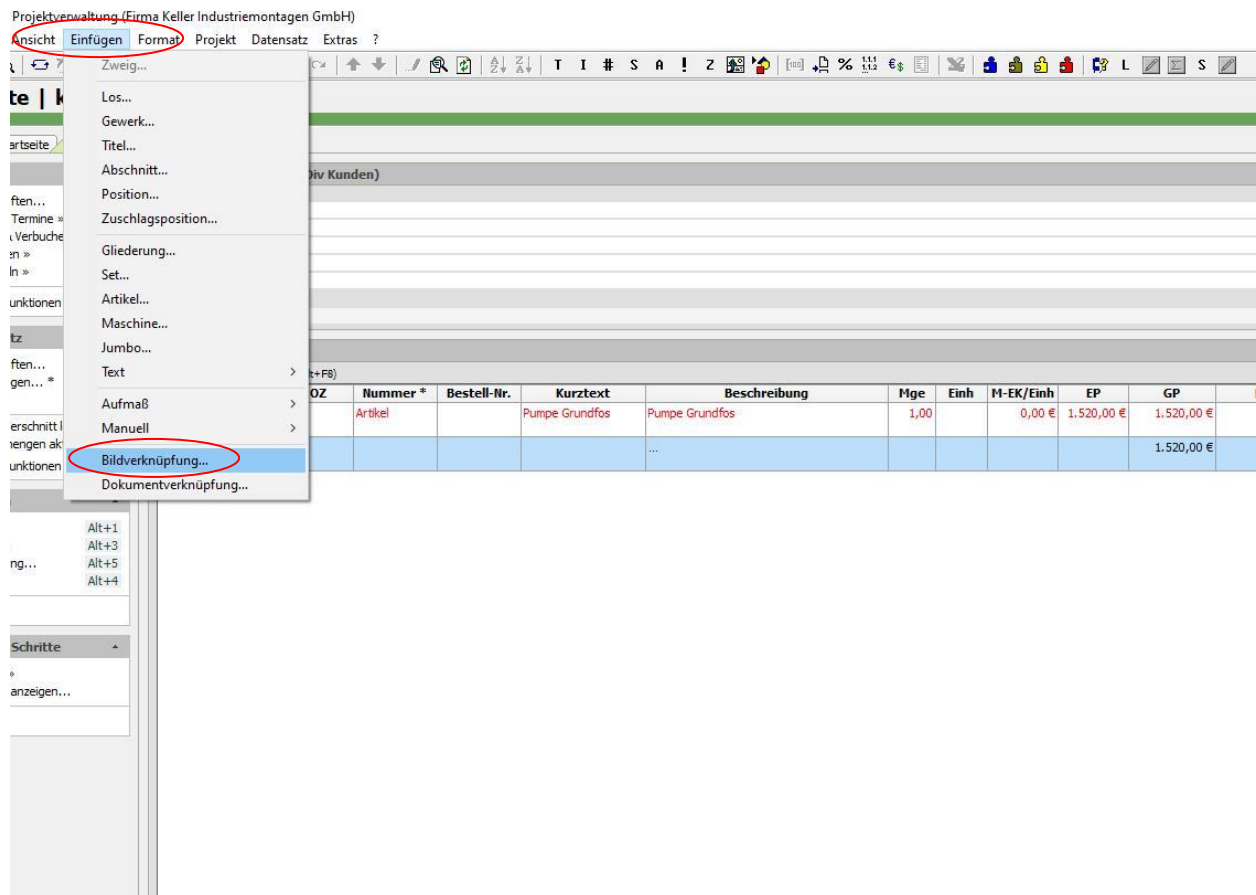 Projektverwaltung (Firma Keller Industriemontagen GmbH)
Ansicht Einfügen Format Projekt Datensatz Extras ?
T I # S A ! Z % L S
te | k
artseite
Zweig...
Los...
Gewerk...
Titel...
Abschnitt...
Position...
Zuschlagsposition...
Gliederung...
Set...
Artikel...
Maschine...
Jumbo...
Text
Aufmaß
Manuell
Bildverknüpfung...
Dokumentverknüpfung...
Div Kunden)
ften...
Termine »
Verbuche
en »
ln »
unktionen
tz
ften...
gen... *
erschnitt l
nengen ak
unktionen
lt+F8)
OZ Nummer * Bestell-Nr. Kurztext Beschreibung Mge Einh M-EK/Einh EP GP
Artikel Pumpe Grundfos Pumpe Grundfos 1,00 0,00 € 1.520,00 € 1.520,00 €
... 1.520,00 €
Alt+1
Alt+3
ng... Alt+5
Alt+4
Schritte
»
anzeigen...